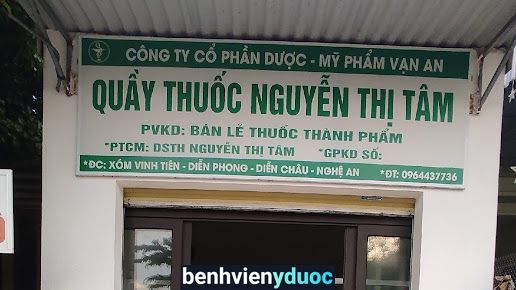 CÔNG TY CỔ PHẦN DƯỢC - MỸ PHẨM VẠN AN
QUẦY THUỐC NGUYỄN THỊ TÂM
PVKD: BÁN LẺ THUỐC THÀNH PHẨM
*PTCM: DSTH NGUYỄN THỊ TÂM *GPKD SỐ:
*ĐC: XÓM VINH TIÊN - DIỄN PHONG - DIỄN CHÂU - NGHỆ AN *ĐT: 0964437736
benhvienyduoc